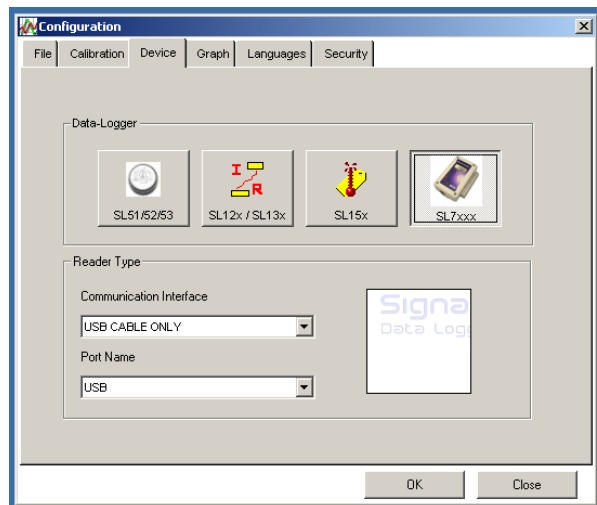 Configuration
File Calibration Device Graph Languages Security
Data-Logger
I
R
SL51/52/53 SL12x / SL13x SL15x SL7xxx
Reader Type
Communication Interface
USB CABLE ONLY
Signa
Data Logg
Port Name
USB
OK Close